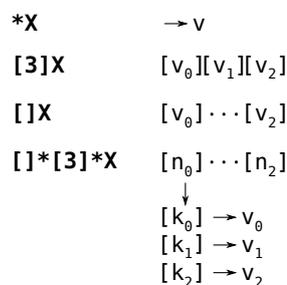 *X → v
[3]X [v₀][v₁][v₂]
[]X [v₀]···[v₂]
[]*[3]*X [n₀]···[n₂]
↓
[k₀] → v₀
[k₁] → v₁
[k₂] → v₂